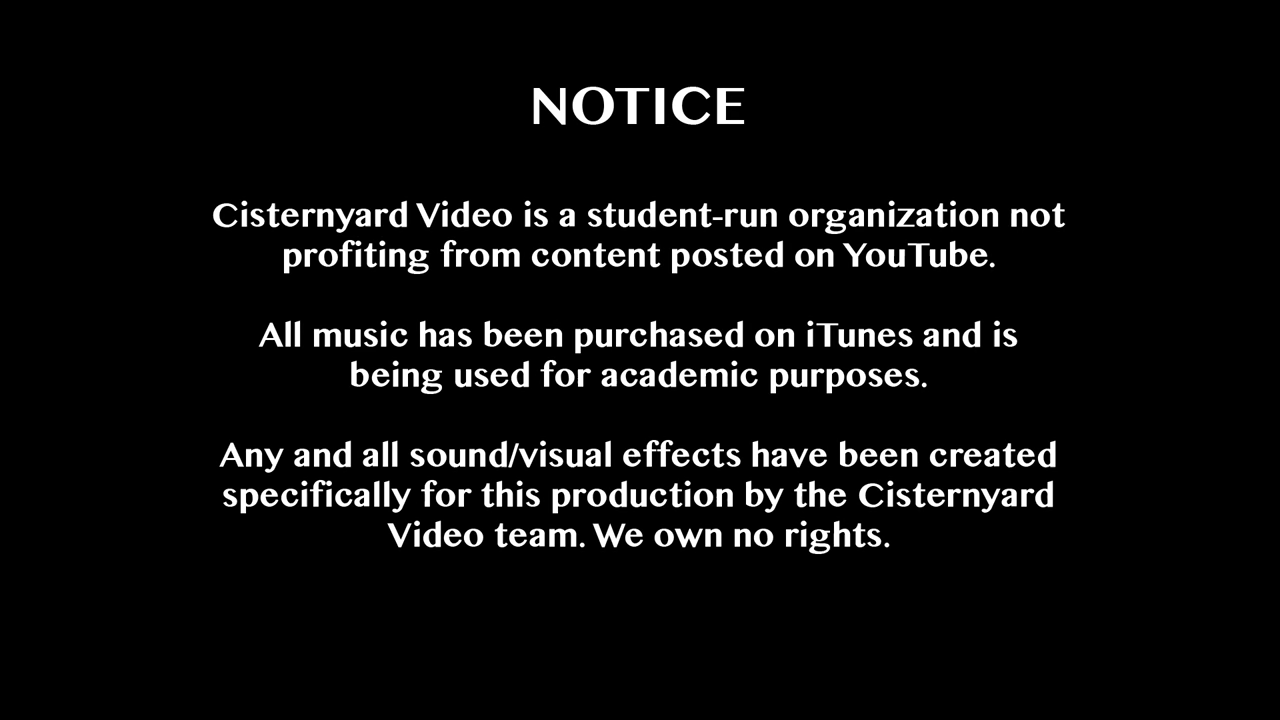 NOTICE
Cisternyard Video is a student-run organization not
profiting from content posted on YouTube.
All music has been purchased on iTunes and is
being used for academic purposes.
Any and all sound/visual effects have been created
specifically for this production by the Cisternyard
Video team. We own no rights.